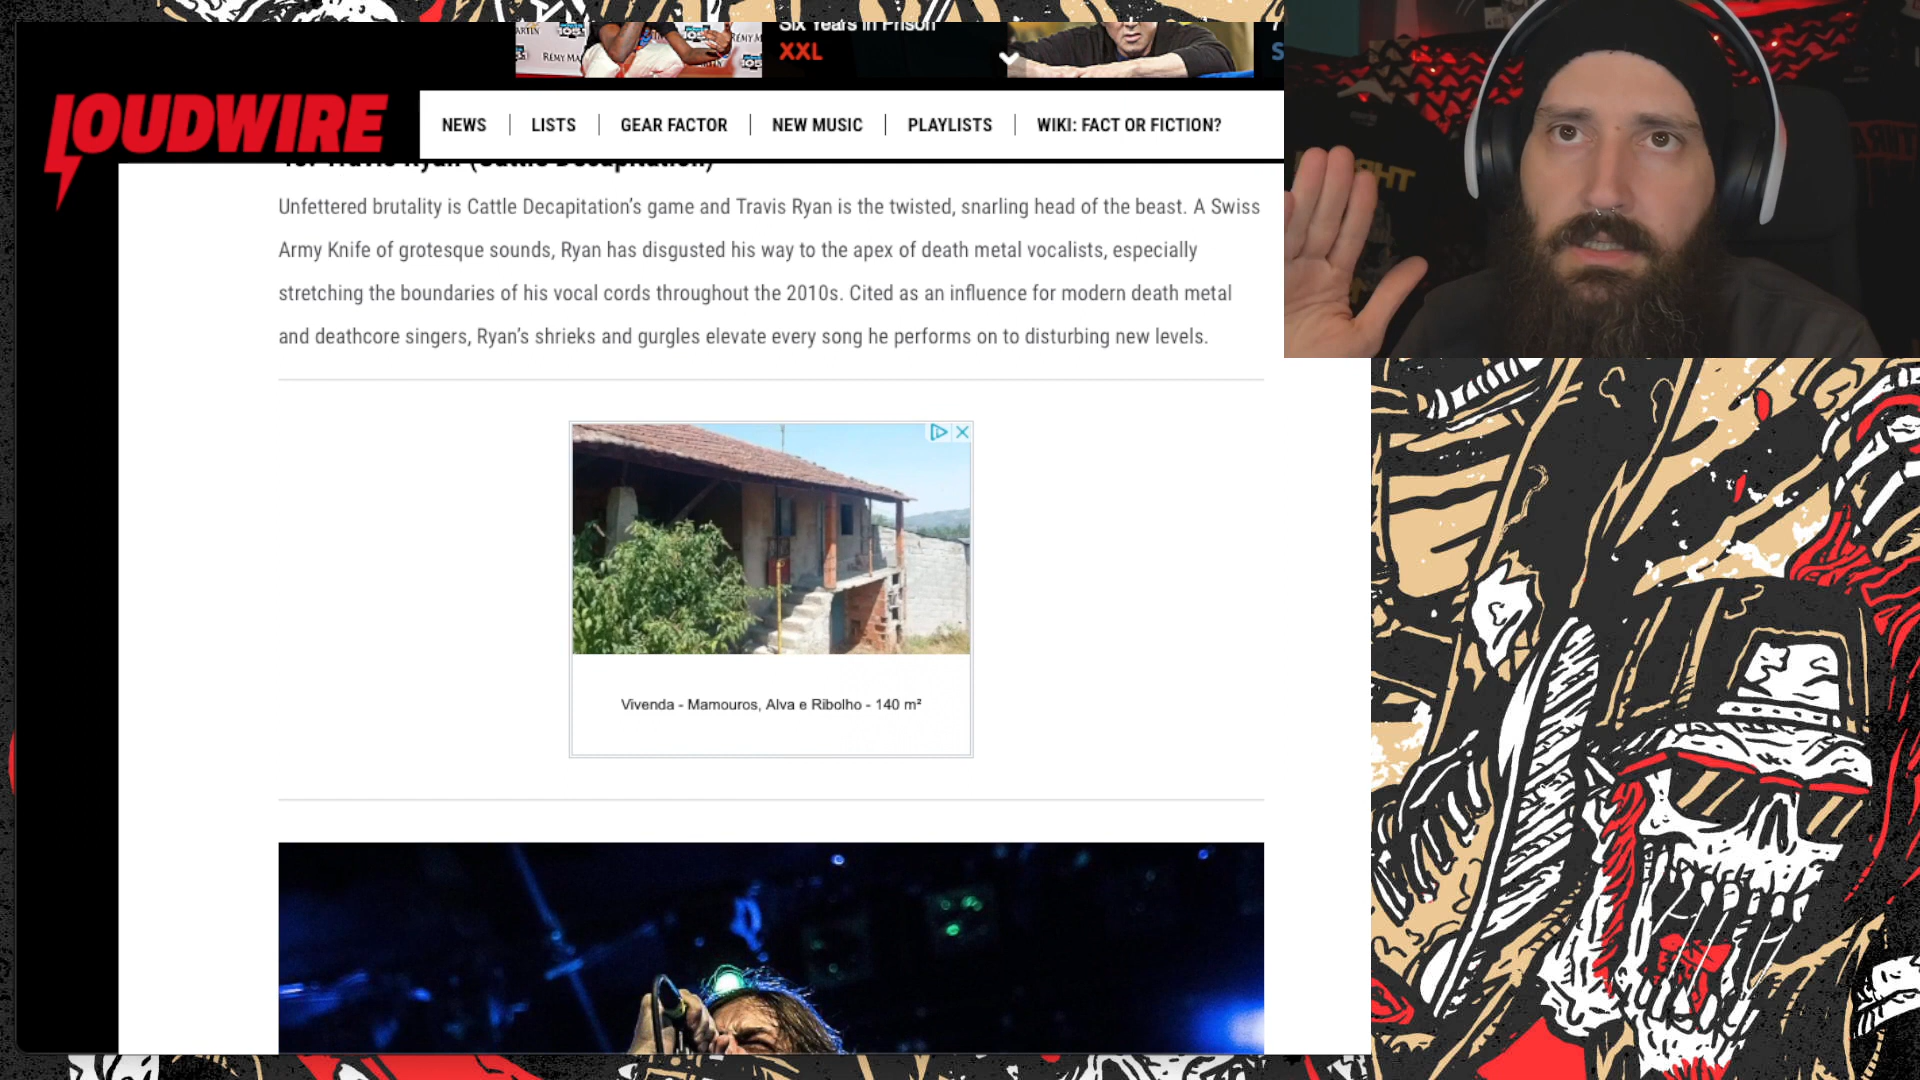 Six Years in Prison
XXL
RÉMY MA
LOUDWIRE
NEWS
LISTS
GEAR FACTOR
NEW MUSIC
PLAYLISTS
WIKI: FACT OR FICTION?
Travis Ryan (Cattle Decapitation)
Unfettered brutality is Cattle Decapitation’s game and Travis Ryan is the twisted, snarling head of the beast. A Swiss
Army Knife of grotesque sounds, Ryan has disgusted his way to the apex of death metal vocalists, especially
stretching the boundaries of his vocal cords throughout the 2010s. Cited as an influence for modern death metal
and deathcore singers, Ryan’s shrieks and gurgles elevate every song he performs on to disturbing new levels.
Vivenda - Mamouros, Alva e Ribolho - 140 m²